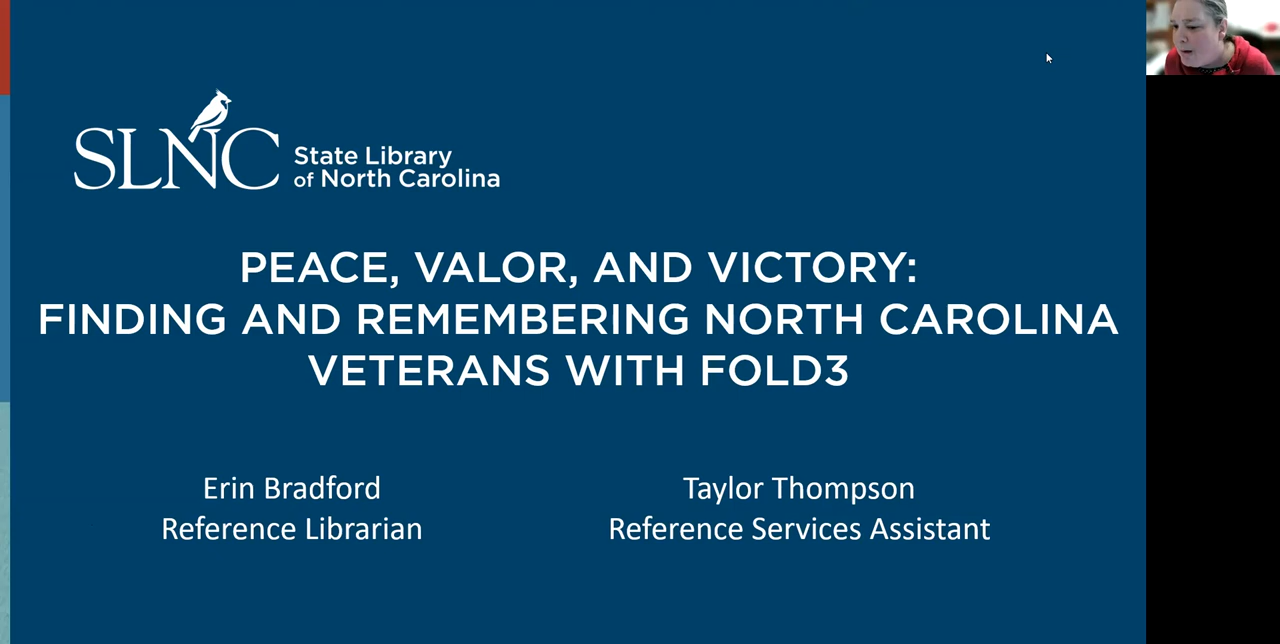 SLNC
State Library
of North Carolina
PEACE, VALOR, AND VICTORY:
FINDING AND REMEMBERING NORTH CAROLINA
VETERANS WITH FOLD3
Erin Bradford
Reference Librarian
Taylor Thompson
Reference Services Assistant